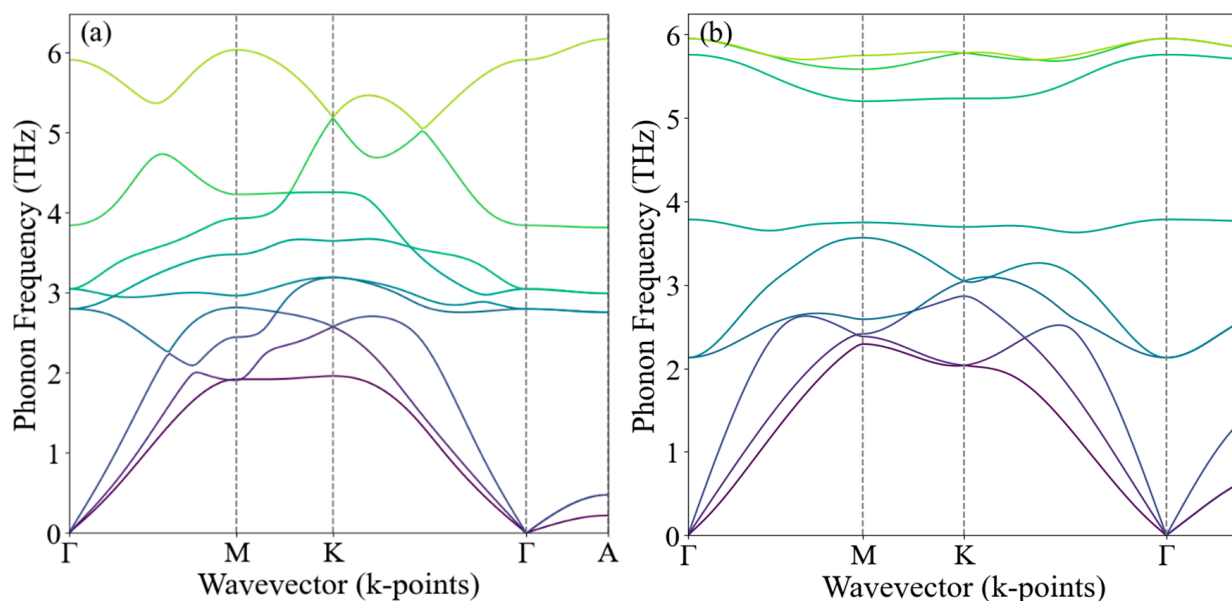 (a)
Phonon Frequency (THz)
6
5
4
3
2
1
0
Γ M K Γ A
Wavevector (k-points)
(b)
Phonon Frequency (THz)
6
5
4
3
2
1
0
Γ M K Γ
Wavevector (k-points)